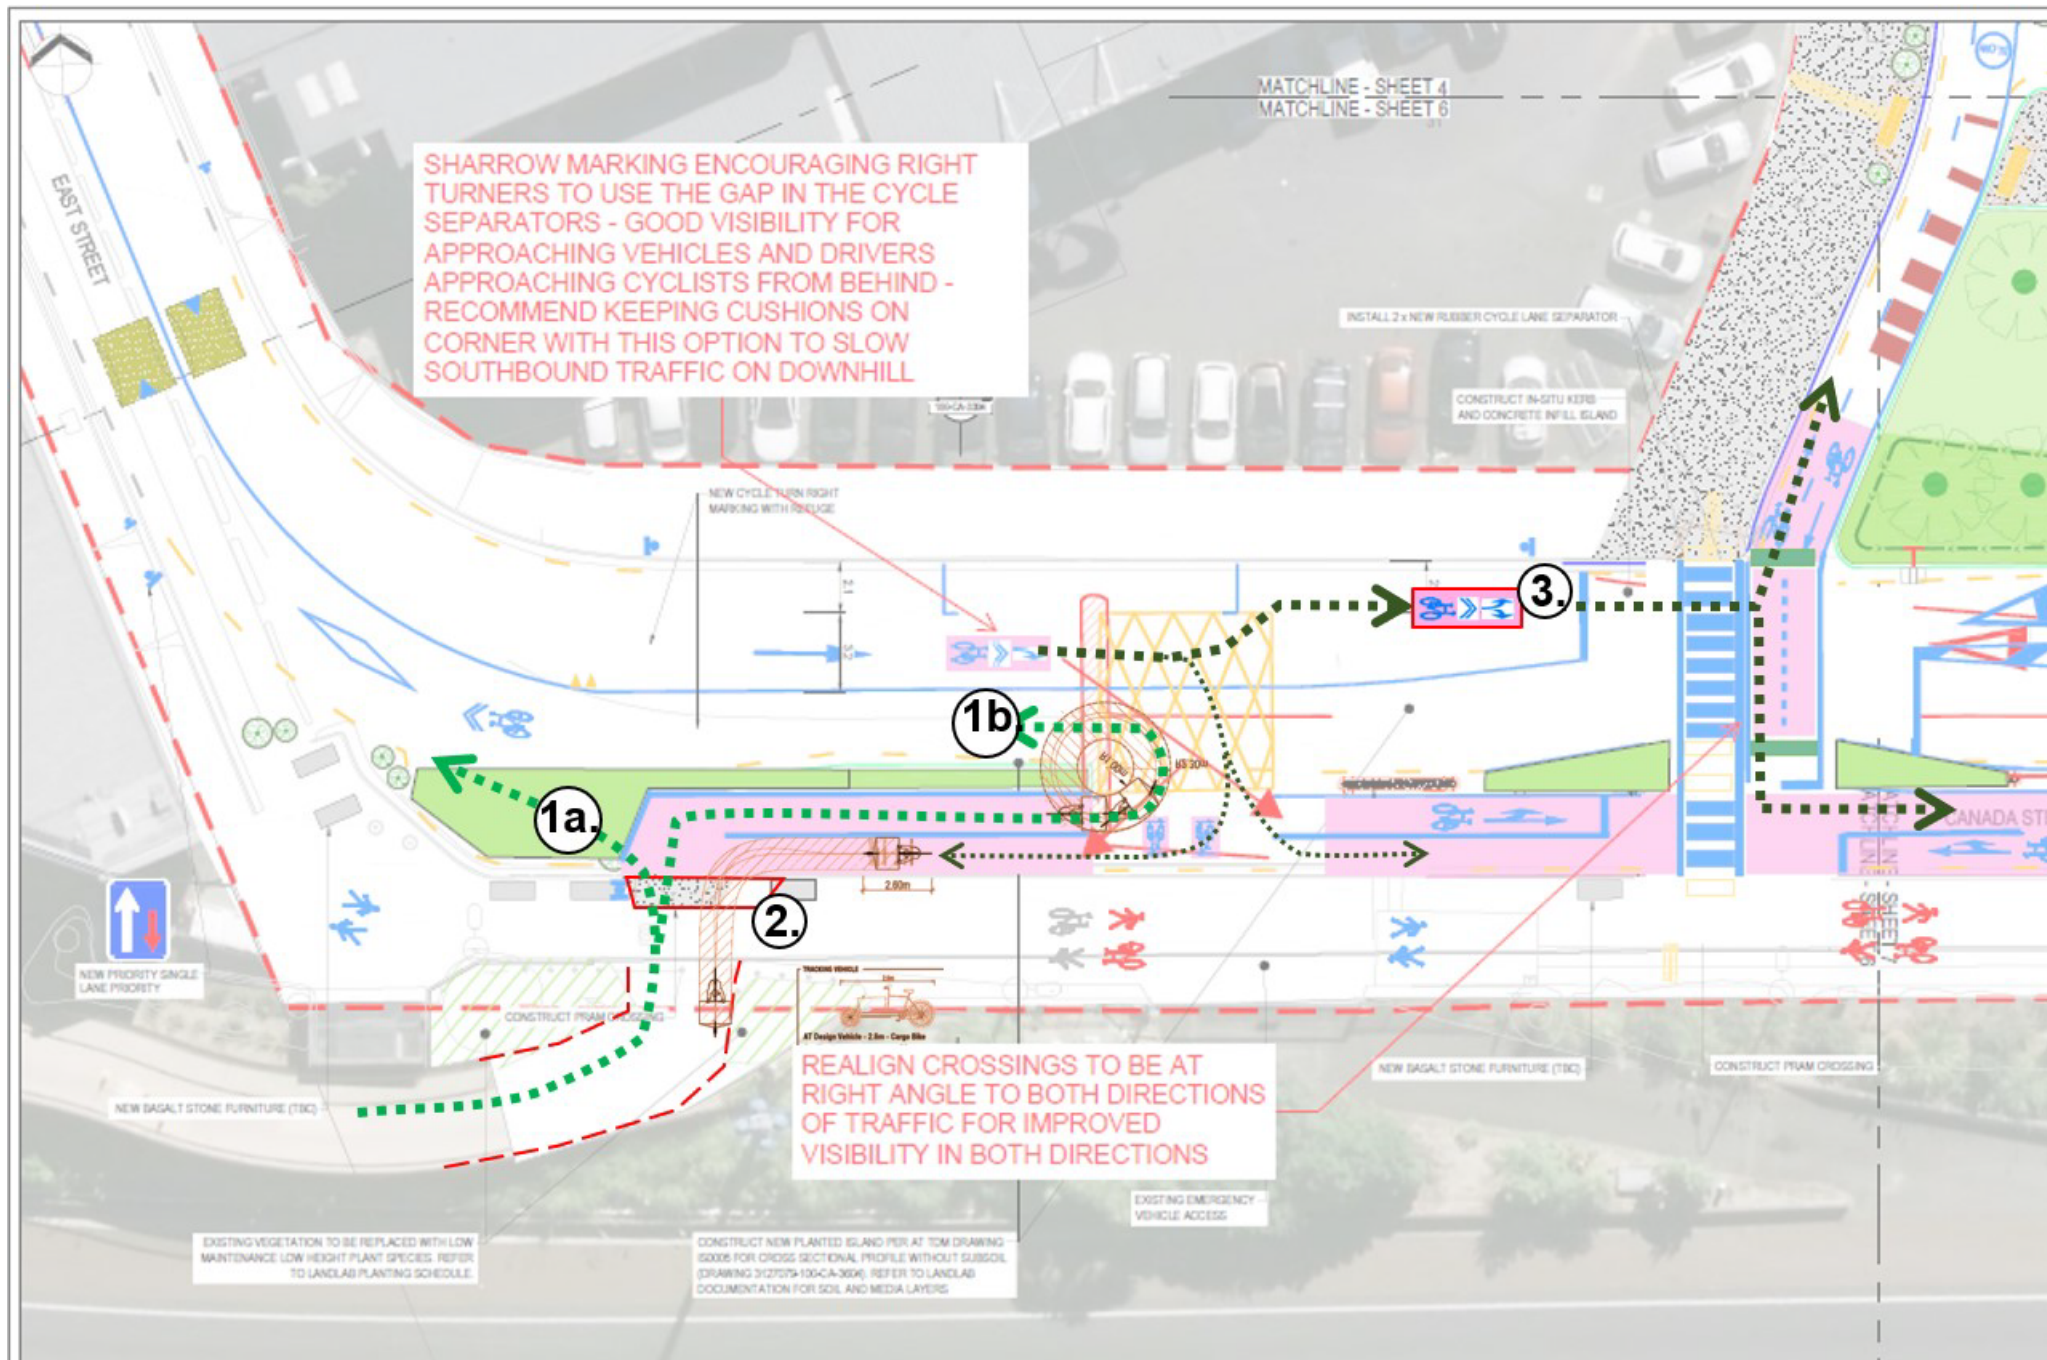 MATCHLINE - SHEET 4
MATCHLINE - SHEET 6
EAST STREET
SHARROW MARKING ENCOURAGING RIGHT
TURNERS TO USE THE GAP IN THE CYCLE
SEPARATORS - GOOD VISIBILITY FOR
APPROACHING VEHICLES AND DRIVERS
APPROACHING CYCLISTS FROM BEHIND -
RECOMMEND KEEPING CUSHIONS ON
CORNER WITH THIS OPTION TO SLOW
SOUTHBOUND TRAFFIC ON DOWNHILL
INSTALL 2 x NEW RUBBER CYCLE LANE SEPARATOR
CONSTRUCT IN-SITU KERB
AND CONCRETE INFILL ISLAND
NEW CYCLE TURN RIGHT
MARKING WITH REFUGE
2.1
3.2
3.
1b.
1a.
2.
2.60m
CANADA ST
NEW PRIORITY SINGLE
LANE PRIORITY
CONSTRUCT PRAM CROSSING
TRACKING VEHICLE
AT Design Vehicle - 2.6m - Cargo Bike
REALIGN CROSSINGS TO BE AT
RIGHT ANGLE TO BOTH DIRECTIONS
OF TRAFFIC FOR IMPROVED
VISIBILITY IN BOTH DIRECTIONS
NEW BASALT STONE FURNITURE (TBC)
CONSTRUCT PRAM CROSSING
NEW BASALT STONE FURNITURE (TBC)
EXISTING EMERGENCY
VEHICLE ACCESS
EXISTING VEGETATION TO BE REPLACED WITH LOW
MAINTENANCE LOW HEIGHT PLANT SPECIES. REFER
TO LANDLAB PLANTING SCHEDULE.
CONSTRUCT NEW PLANTED ISLAND PER AT TDM DRAWING
FOR CROSS SECTIONAL PROFILE WITHOUT SUBSOIL
REFER TO LANDLAB
DOCUMENTATION FOR SOIL AND MEDIA LAYERS